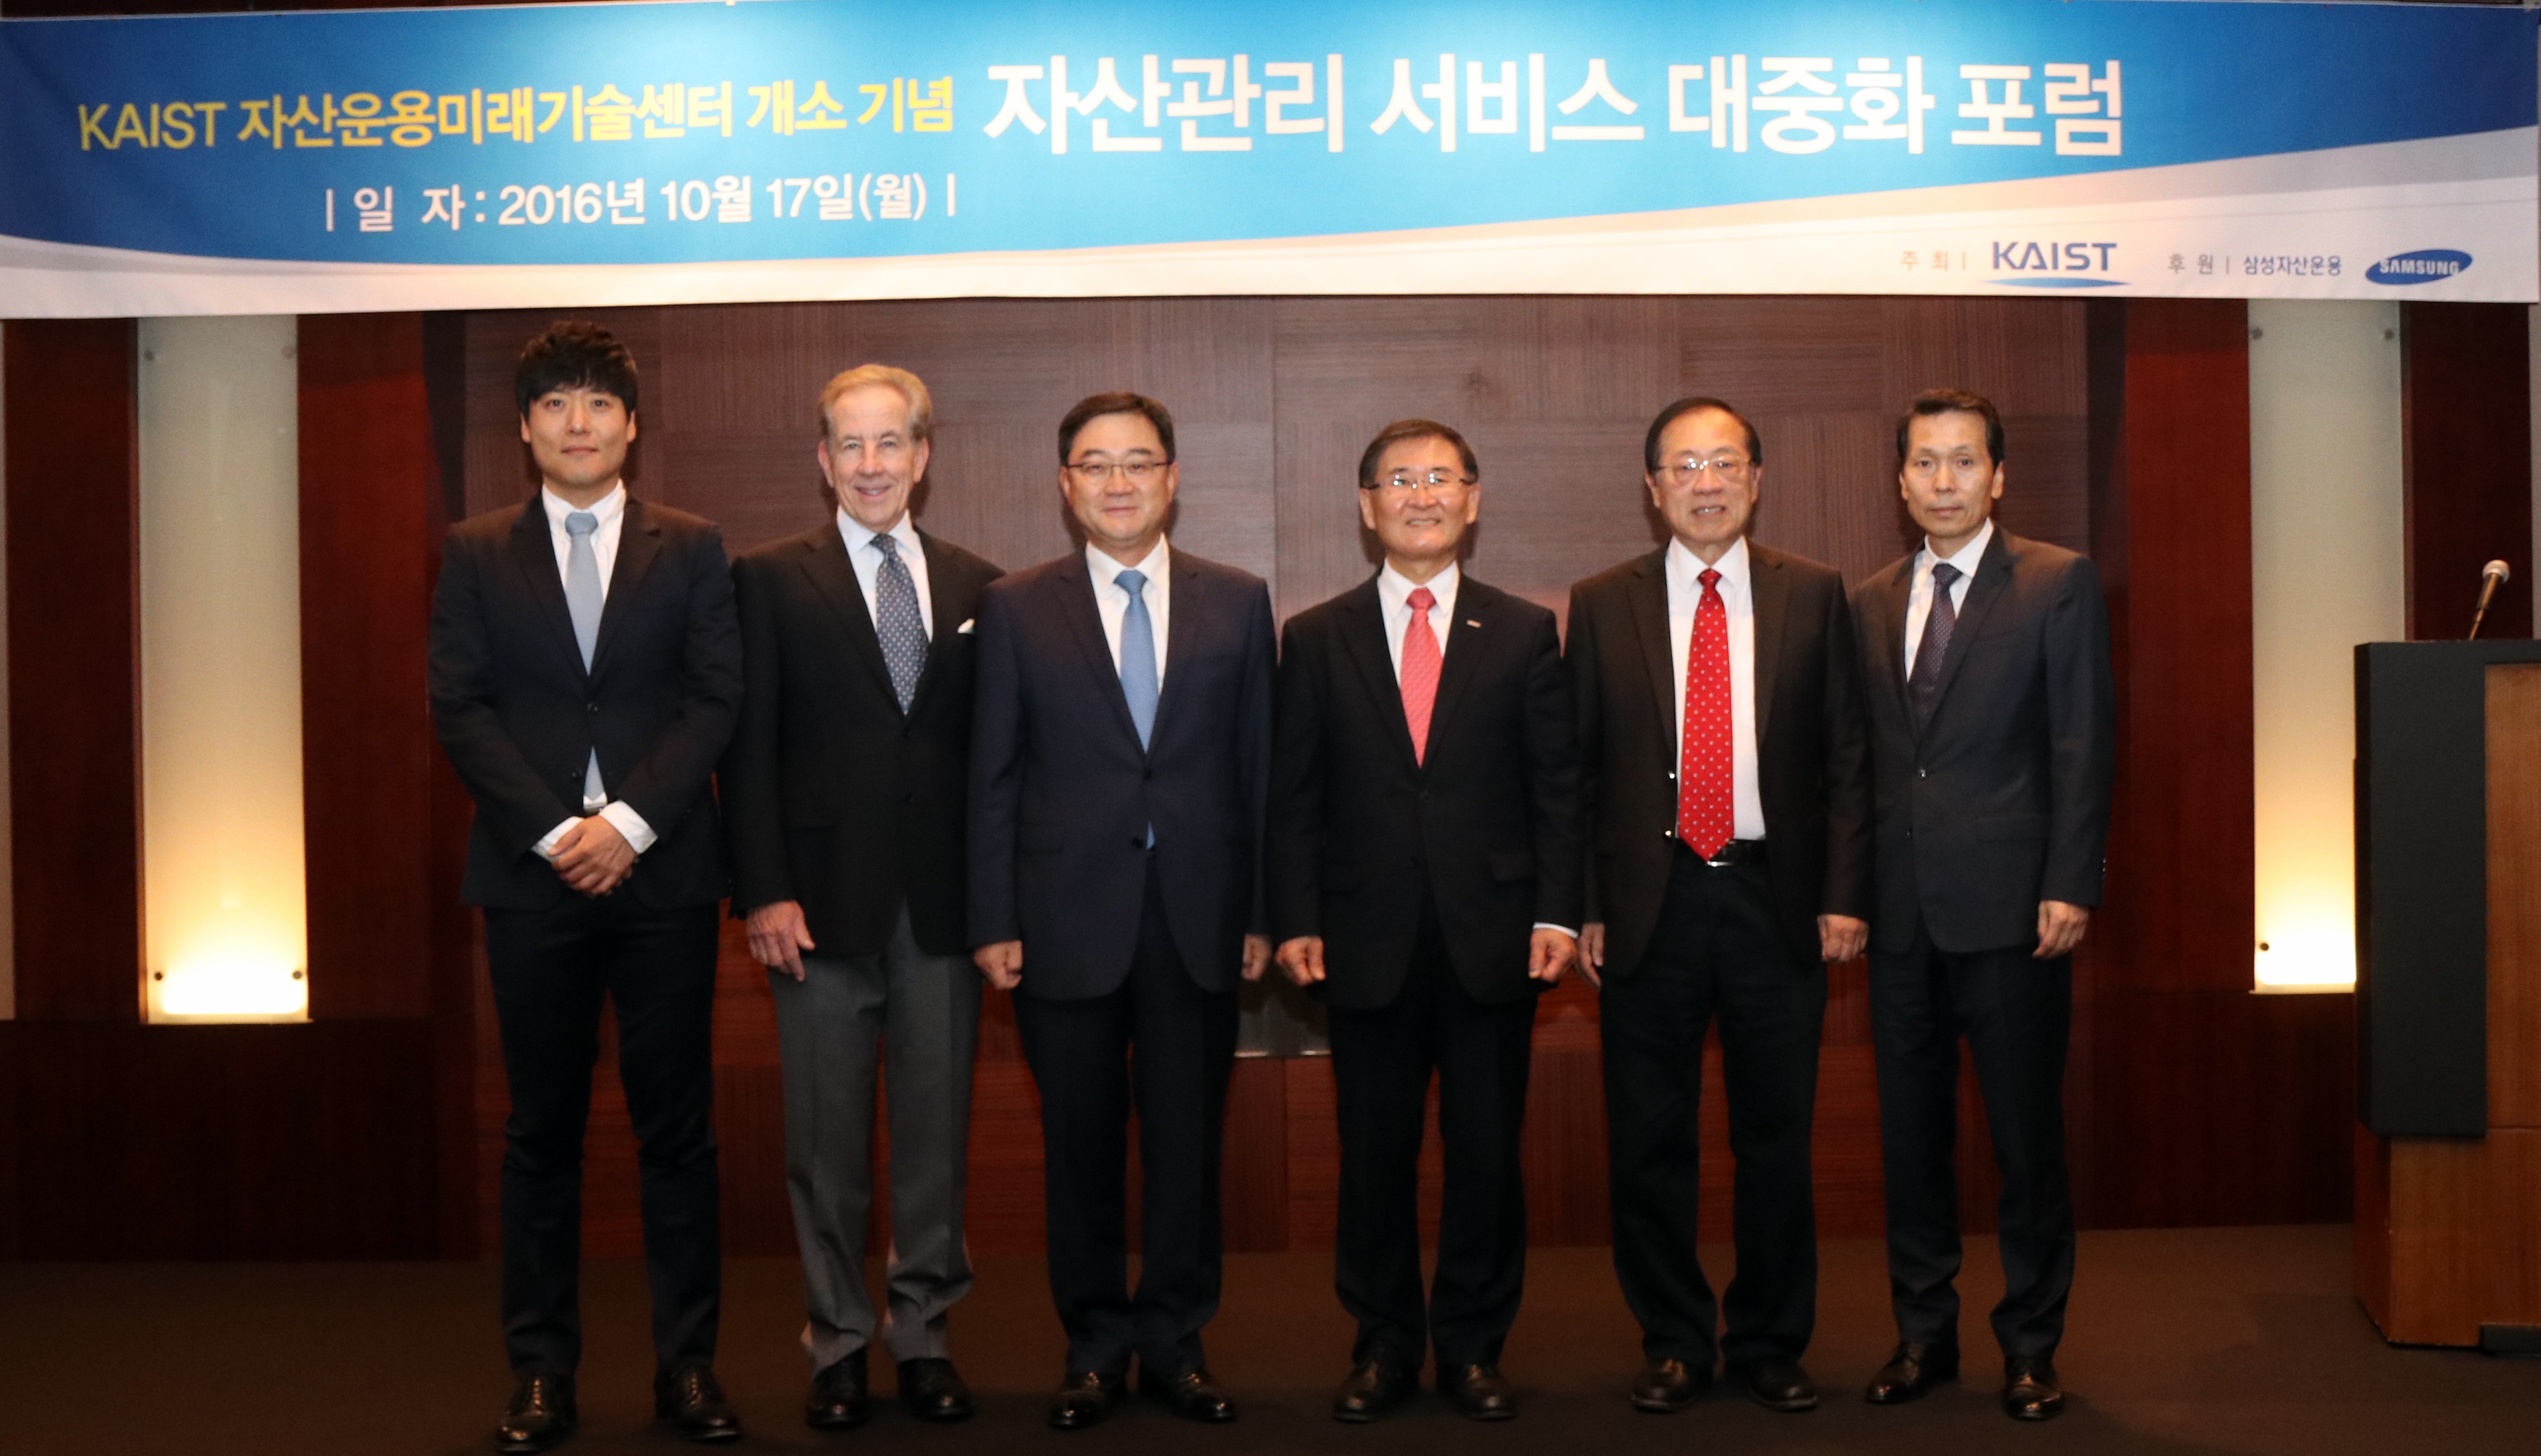 KAIST 자산운용미래기술센터 개소 기념 자산관리 서비스 대중화 포럼
| 일 자 : 2016년 10월 17일(월) |
주 최 | KAIST 후 원 | 삼성자산운용 SAMSUNG